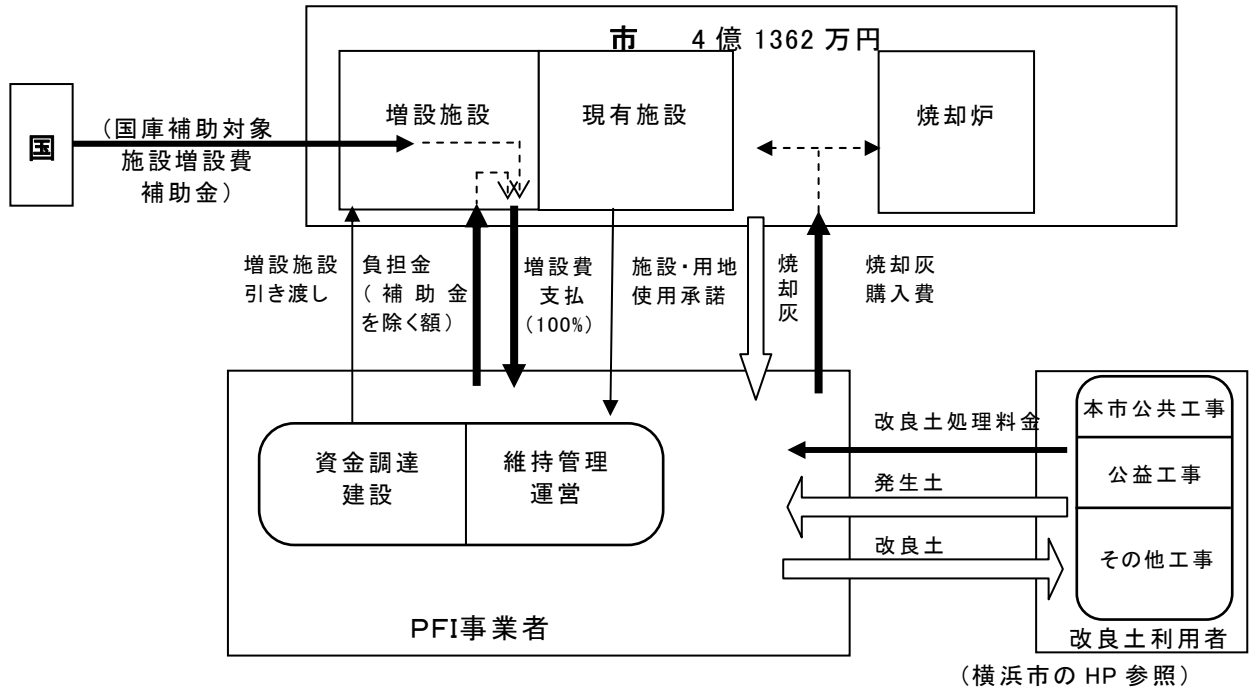 市　4億1362万円
国
（国庫補助対象
施設増設費
補助金）
増設施設
現有施設
焼却炉
増設施設
引き渡し
負担金
（補助金
を除く額）
増設費
支払
(100%)
施設・用地
使用承諾
焼却灰
焼却灰
購入費
資金調達
建設
維持管理
運営
PFI事業者
改良土処理料金
発生土
改良土
本市公共工事
公益工事
その他工事
改良土利用者
（横浜市のHP参照）